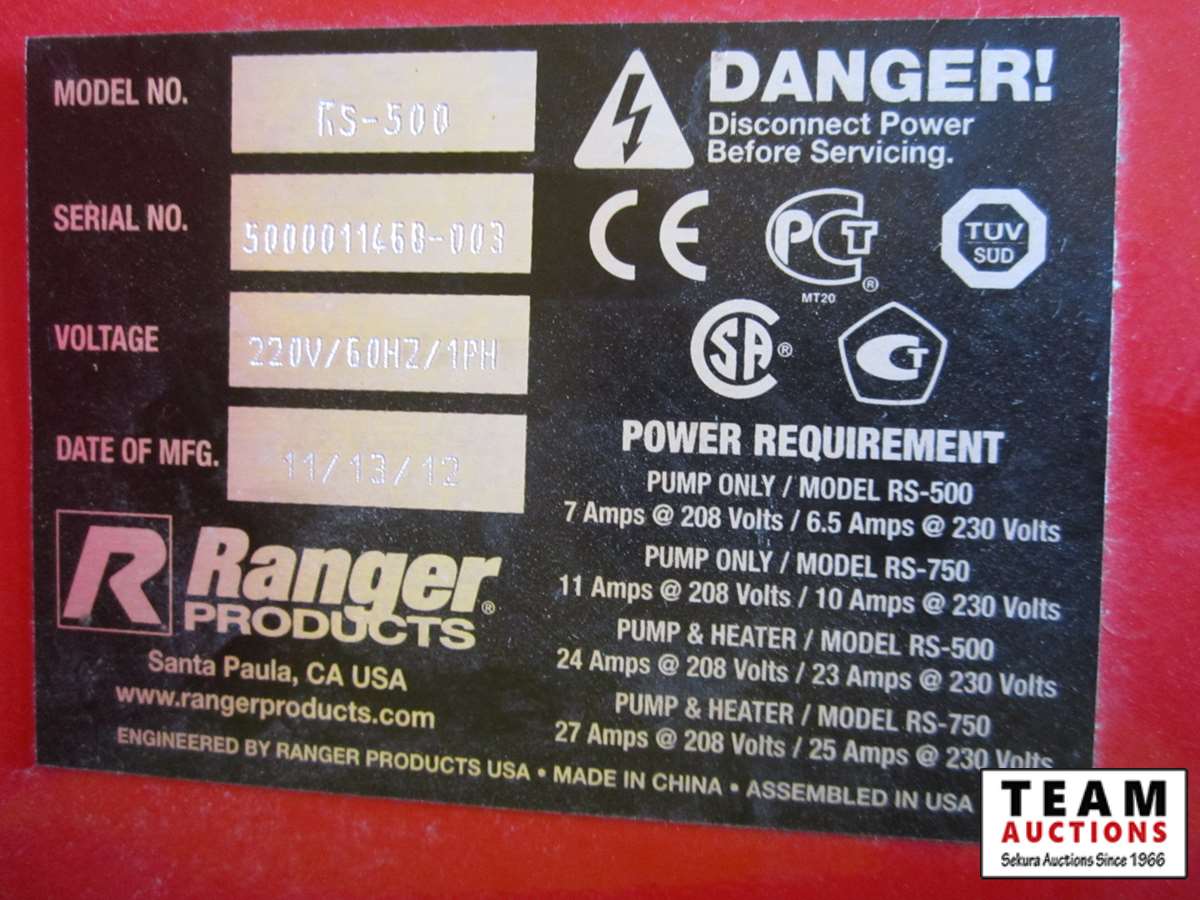 MODEL NO.
RS-500
SERIAL NO.
5000011468-003
VOLTAGE
220V/60HZ/1PH
DATE OF MFG.
11/13/12
R
Ranger®
PRODUCTS
Santa Paula, CA USA
www.rangerproducts.com
DANGER!
Disconnect Power
Before Servicing.
CE
PCT®
MT20
TUV
SUD
SA®
CT
POWER REQUIREMENT
PUMP ONLY / MODEL RS-500
7 Amps @ 208 Volts / 6.5 Amps @ 230 Volts
PUMP ONLY / MODEL RS-750
11 Amps @ 208 Volts / 10 Amps @ 230 Volts
PUMP & HEATER / MODEL RS-500
24 Amps @ 208 Volts / 23 Amps @ 230 Volts
PUMP & HEATER / MODEL RS-750
27 Amps @ 208 Volts / 25 Amps @ 230 Volts
ENGINEERED BY RANGER PRODUCTS USA • MADE IN CHINA • ASSEMBLED IN USA
TEAM
AUCTIONS
Sekura Auctions Since 1966